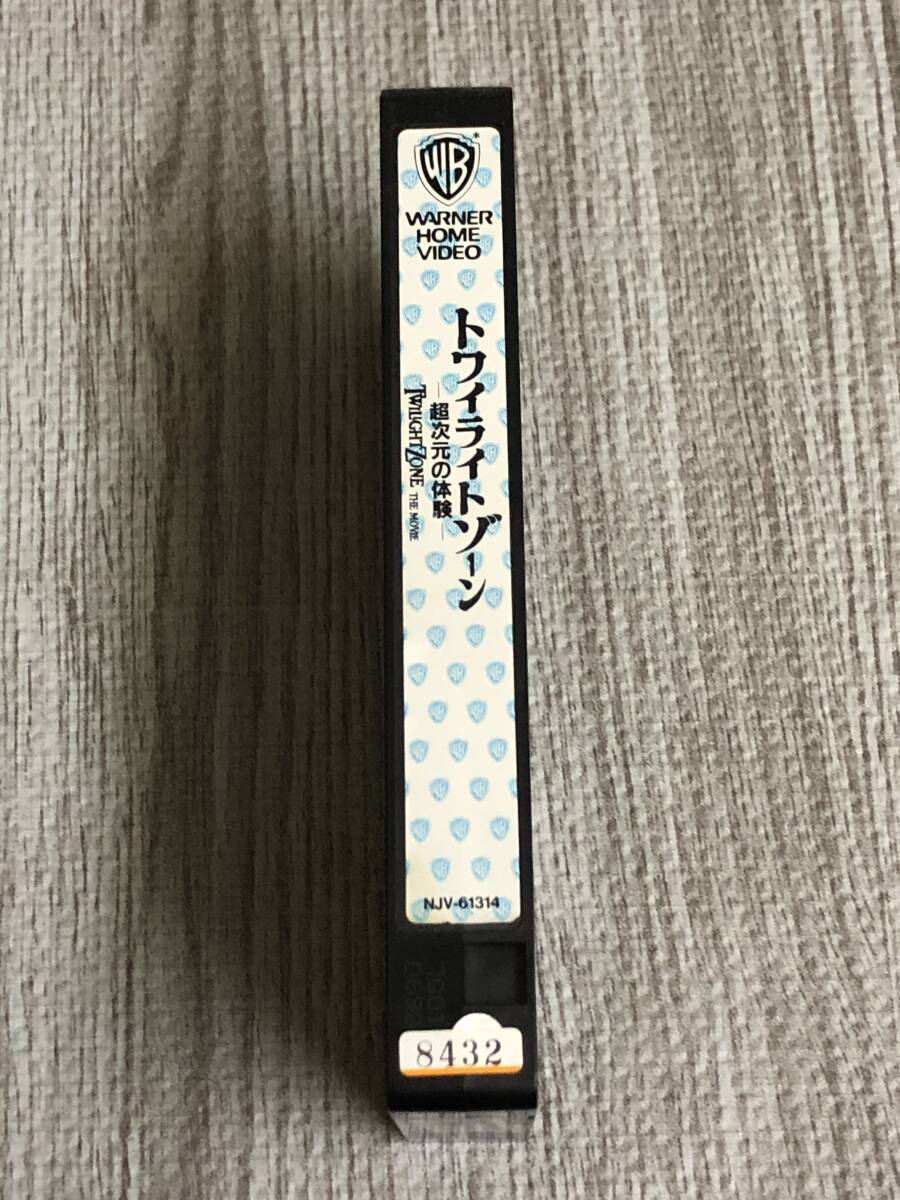 WB
WARNER
HOME
VIDEO
トワイライトゾーン
―超次元の体験―
TWILIGHT ZONE THE MOVIE
NJV-61314
8432